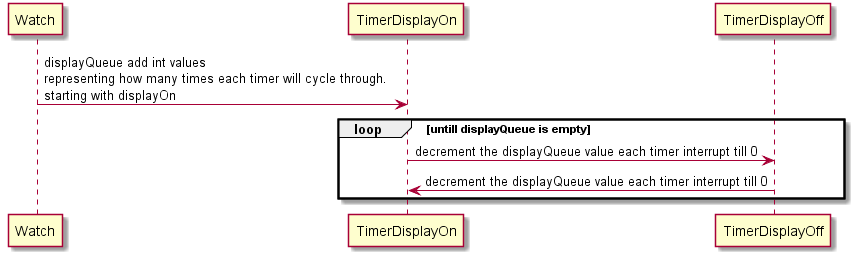 Watch
TimerDisplayOn
TimerDisplayOff
displayQueue add int values
representing how many times each timer will cycle through.
starting with displayOn
loop
[untill displayQueue is empty]
decrement the displayQueue value each timer interrupt till 0
decrement the displayQueue value each timer interrupt till 0
Watch
TimerDisplayOn
TimerDisplayOff